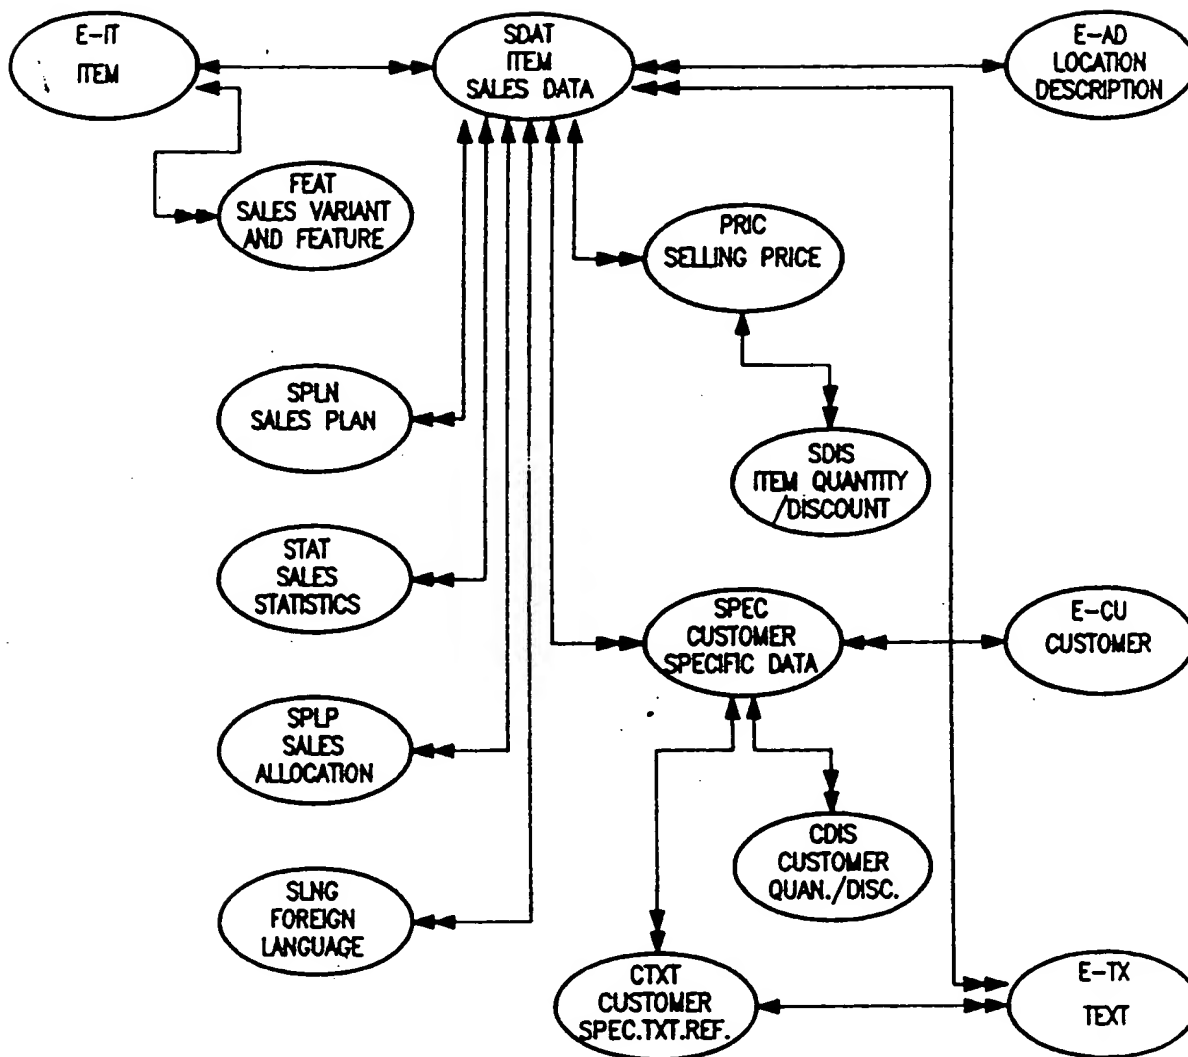 E-IT
ITEM
SDAT
ITEM
SALES DATA
E-AD
LOCATION
DESCRIPTION
FEAT
SALES VARIANT
AND FEATURE
PRIC
SELLING PRICE
SPLN
SALES PLAN
SDIS
ITEM QUANTITY
/DISCOUNT
STAT
SALES
STATISTICS
SPEC
CUSTOMER
SPECIFIC DATA
E-CU
CUSTOMER
SPLP
SALES
ALLOCATION
CDIS
CUSTOMER
QUAN./DISC.
SLNG
FOREIGN
LANGUAGE
CTXT
CUSTOMER
SPEC.TXT.REF.
E-TX
TEXT